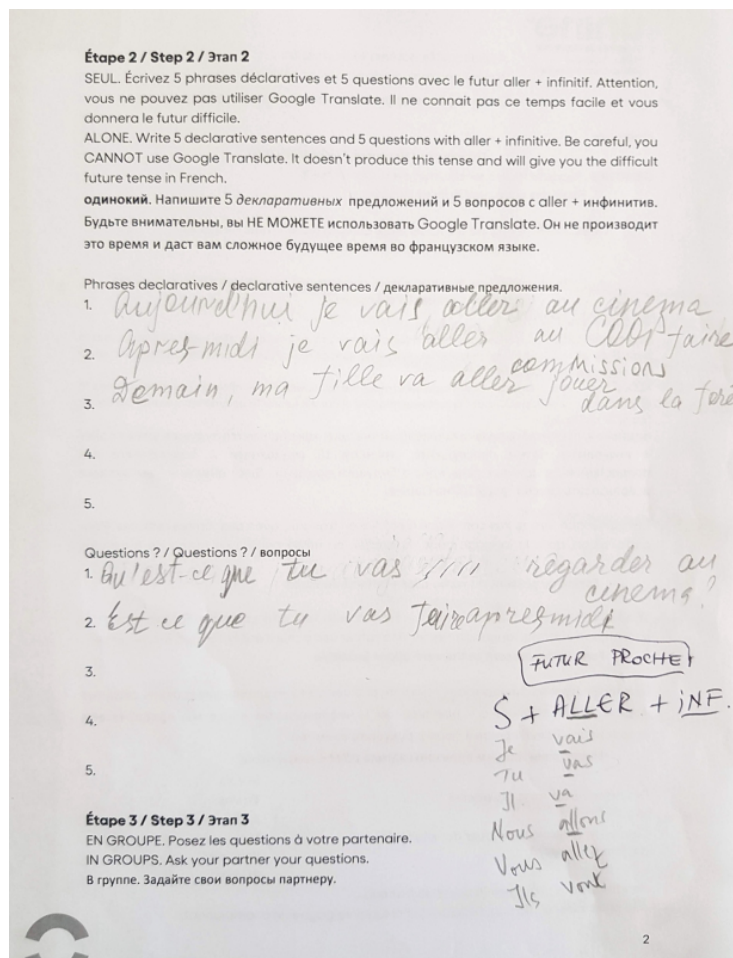 Étape 2 / Step 2 / Этап 2
SEUL. Écrivez 5 phrases déclaratives et 5 questions avec le futur aller + infinitif. Attention,
vous ne pouvez pas utiliser Google Translate. Il ne connait pas ce temps facile et vous
donnera le futur difficile.
ALONE. Write 5 declarative sentences and 5 questions with aller + infinitive. Be careful, you
CANNOT use Google Translate. It doesn't produce this tense and will give you the difficult
future tense in French.
одинокий. Напишите 5 декларативных предложений и 5 вопросов с aller + инфинитив.
Будьте внимательны, вы НЕ МОЖЕТЕ использовать Google Translate. Он не производит
это время и даст вам сложное будущее время во французском языке.
Phrases declaratives / declarative sentences / декларативные предложения.
1. Aujourd'hui je vais aller au cinema
2. Apres-midi je vais aller au COOP faire
commissions
3. Demain, ma fille va aller jouer
dans la forê
4.
5.
Questions ? / Questions ? / вопросы
1. Qu'est-ce que tu vas regarder au
cinema?
2. Est ce que tu vas faire apresmidi
3.
4.
5.
FUTUR PROCHE
S + ALLER + INF.
Je vais
Tu vas
Il va
Nous allons
Vous allez
Ils vont
Étape 3 / Step 3 / Этап 3
EN GROUPE. Posez les questions à votre partenaire.
IN GROUPS. Ask your partner your questions.
В группе. Задайте свои вопросы партнеру.
2